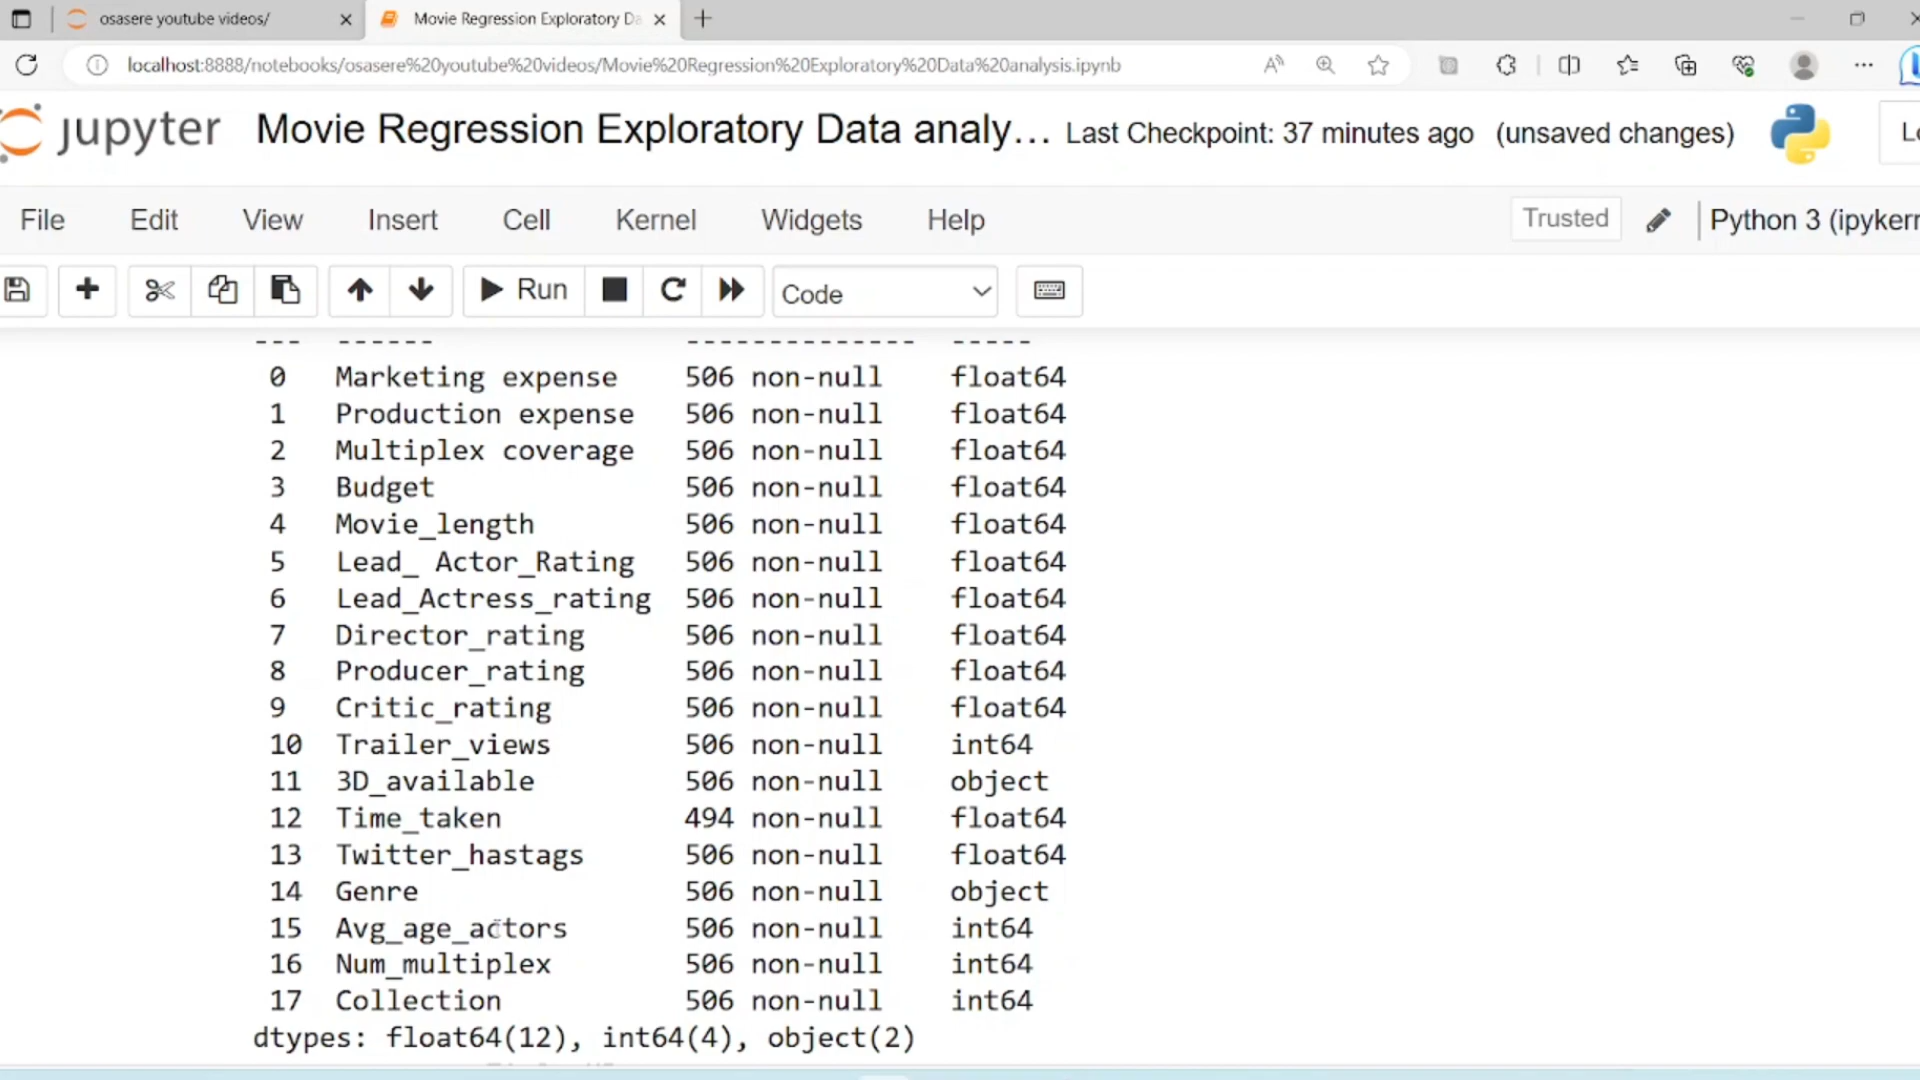 osasere youtube videos/
Movie Regression Exploratory Da
localhost:8888/notebooks/osasere%20youtube%20videos/Movie%20Regression%20Exploratory%20Data%20analysis.ipynb
jupyter Movie Regression Exploratory Data analy... Last Checkpoint: 37 minutes ago (unsaved changes)
File Edit View Insert Cell Kernel Widgets Help Trusted Python 3 (ipykern
Run Code
--- ------ -------------- -----
0 Marketing expense 506 non-null float64
1 Production expense 506 non-null float64
2 Multiplex coverage 506 non-null float64
3 Budget 506 non-null float64
4 Movie_length 506 non-null float64
5 Lead_ Actor_Rating 506 non-null float64
6 Lead_Actress_rating 506 non-null float64
7 Director_rating 506 non-null float64
8 Producer_rating 506 non-null float64
9 Critic_rating 506 non-null float64
10 Trailer_views 506 non-null int64
11 3D_available 506 non-null object
12 Time_taken 494 non-null float64
13 Twitter_hastags 506 non-null float64
14 Genre 506 non-null object
15 Avg_age_actors 506 non-null int64
16 Num_multiplex 506 non-null int64
17 Collection 506 non-null int64
dtypes: float64(12), int64(4), object(2)